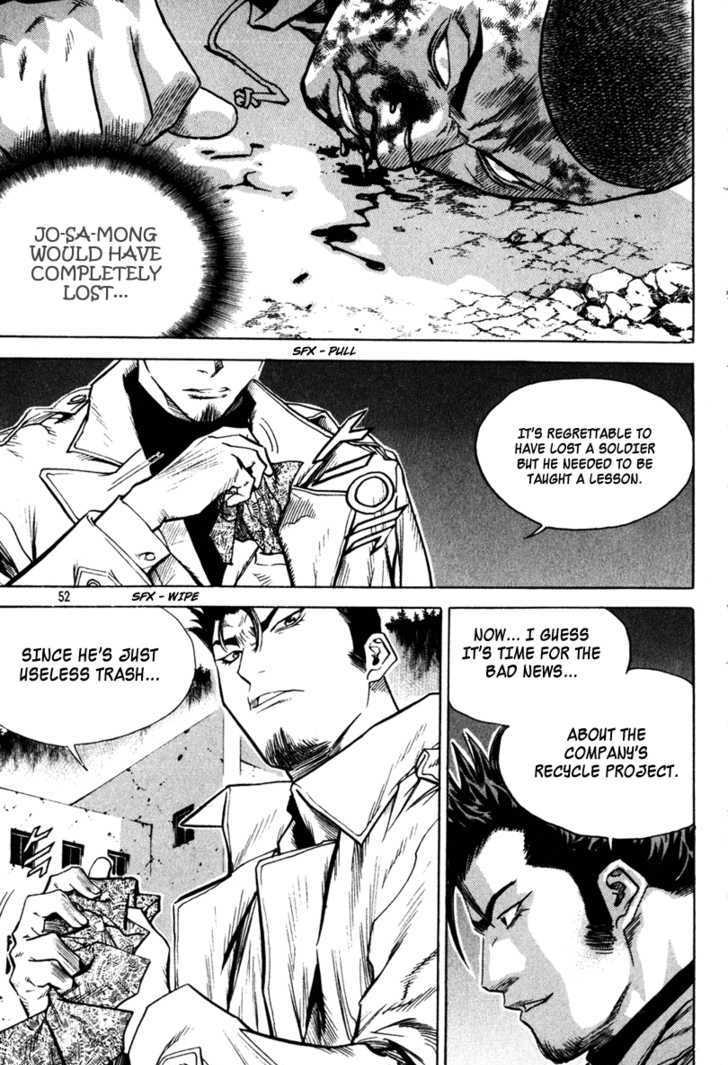 JO-SA-MONG
WOULD HAVE
COMPLETELY
LOST...
SFX - PULL
IT'S REGRETTABLE TO
HAVE LOST A SOLDIER
BUT HE NEEDED TO BE
TAUGHT A LESSON.
52
SFX - WIPE
SINCE HE'S JUST
USELESS TRASH...
NOW... I GUESS
IT'S TIME FOR THE
BAD NEWS...
ABOUT THE
COMPANY'S
RECYCLE PROJECT.